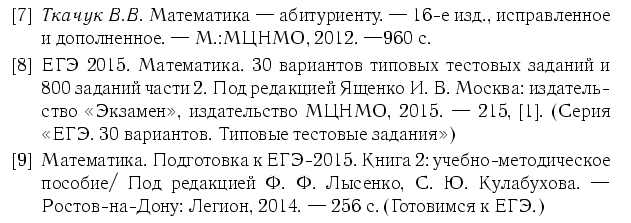 [7] Ткачук В.В. Математика — абитуриенту. — 16-е изд., исправленное
и дополненное. — М.:МЦНМО, 2012. —960 с.
[8] ЕГЭ 2015. Математика. 30 вариантов типовых тестовых заданий и
800 заданий части 2. Под редакцией Ященко И. В. Москва: издатель-
ство «Экзамен», издательство МЦНМО, 2015. — 215, [1]. (Серия
«ЕГЭ. 30 вариантов. Типовые тестовые задания»)
[9] Математика. Подготовка к ЕГЭ-2015. Книга 2: учебно-методическое
пособие/ Под редакцией Ф. Ф. Лысенко, С. Ю. Кулабухова. —
Ростов-на-Дону: Легион, 2014. — 256 с. (Готовимся к ЕГЭ.)